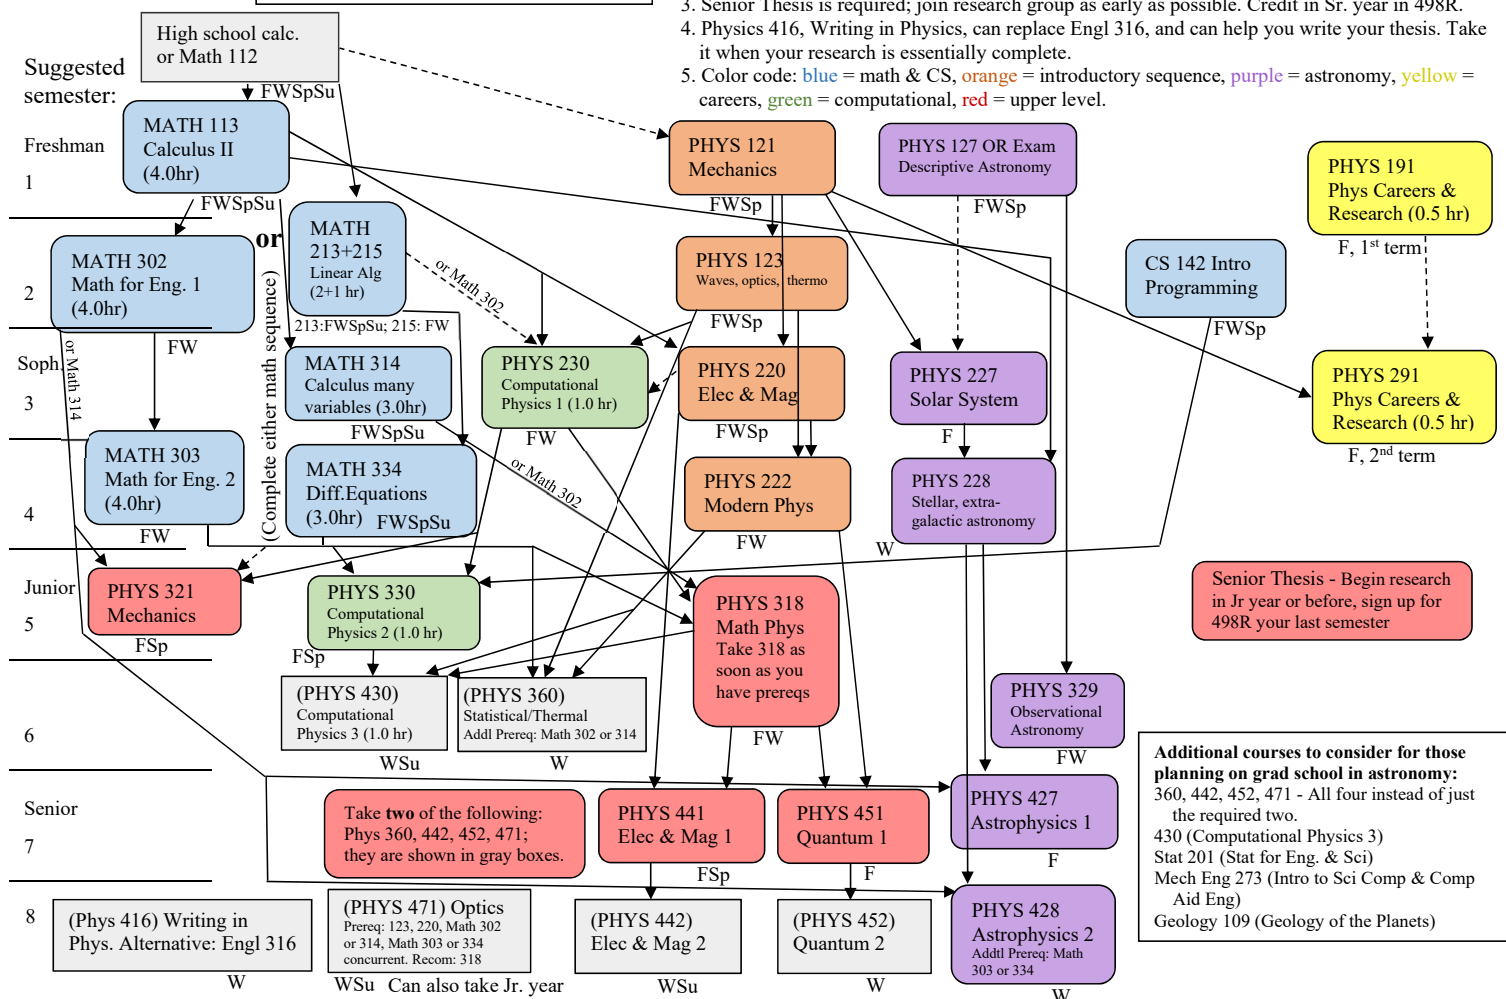 3. Senior Thesis is required; join research group as early as possible. Credit in Sr. year in 498R.
4. Physics 416, Writing in Physics, can replace Engl 316, and can help you write your thesis. Take
it when your research is essentially complete.
5. Color code: blue = math & CS, orange = introductory sequence, purple = astronomy, yellow =
careers, green = computational, red = upper level.
High school calc.
or Math 112
FWSpSu
Suggested
semester:
Freshman
1
MATH 113
Calculus II
(4.0hr)
FWSpSu
PHYS 121
Mechanics
FWSp
PHYS 127 OR Exam
Descriptive Astronomy
FWSp
PHYS 191
Phys Careers &
Research (0.5 hr)
F, 1st term
2
MATH 302
Math for Eng. 1
(4.0hr)
FW
or
(Complete either math sequence)
MATH
213+215
Linear Alg
(2+1 hr)
213:FWSpSu; 215: FW
or Math 302
PHYS 123
Waves, optics, thermo
FWSp
CS 142 Intro
Programming
FWSp
Soph.
3
or Math 314
MATH 314
Calculus many
variables (3.0hr)
FWSpSu
PHYS 230
Computational
Physics 1 (1.0 hr)
FW
PHYS 220
Elec & Mag
FWSp
PHYS 227
Solar System
F
PHYS 291
Phys Careers &
Research (0.5 hr)
F, 2nd term
4
MATH 303
Math for Eng. 2
(4.0hr)
FW
MATH 334
Diff.Equations
(3.0hr) FWSpSu
or Math 302
PHYS 222
Modern Phys
FW
PHYS 228
Stellar, extra-
galactic astronomy
W
Junior
5
PHYS 321
Mechanics
FSp
PHYS 330
Computational
Physics 2 (1.0 hr)
FSp
PHYS 318
Math Phys
Take 318 as
soon as you
have prereqs
FW
Senior Thesis - Begin research
in Jr year or before, sign up for
498R your last semester
6
(PHYS 430)
Computational
Physics 3 (1.0 hr)
WSu
(PHYS 360)
Statistical/Thermal
Addl Prereq: Math 302 or 314
W
PHYS 329
Observational
Astronomy
FW
Additional courses to consider for those
planning on grad school in astronomy:
360, 442, 452, 471 - All four instead of just
the required two.
430 (Computational Physics 3)
Stat 201 (Stat for Eng. & Sci)
Mech Eng 273 (Intro to Sci Comp & Comp
Aid Eng)
Geology 109 (Geology of the Planets)
Senior
7
Take two of the following:
Phys 360, 442, 452, 471;
they are shown in gray boxes.
PHYS 441
Elec & Mag 1
FSp
PHYS 451
Quantum 1
F
PHYS 427
Astrophysics 1
F
8
(Phys 416) Writing in
Phys. Alternative: Engl 316
W
(PHYS 471) Optics
Prereq: 123, 220, Math 302
or 314, Math 303 or 334
concurrent. Recom: 318
WSu Can also take Jr. year
(PHYS 442)
Elec & Mag 2
WSu
(PHYS 452)
Quantum 2
W
PHYS 428
Astrophysics 2
Addtl Prereq: Math
303 or 334
W